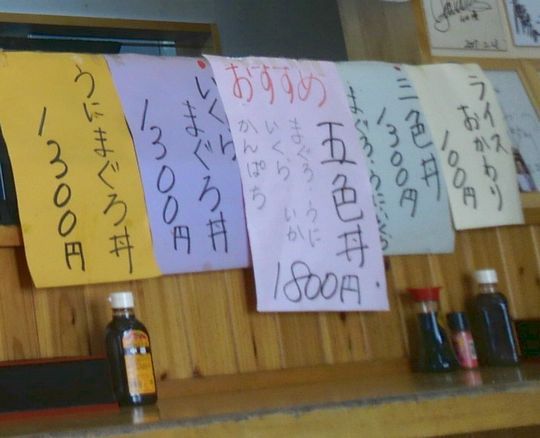 うにまぐろ丼
1300円
いくら
まぐろ丼
1300円
おすすめ
五色丼
まぐろ・うに
いくら いか
かんぱち
1800円
三色丼
1300円
まぐろ・うに・いくら
ライス
おかわり
100円